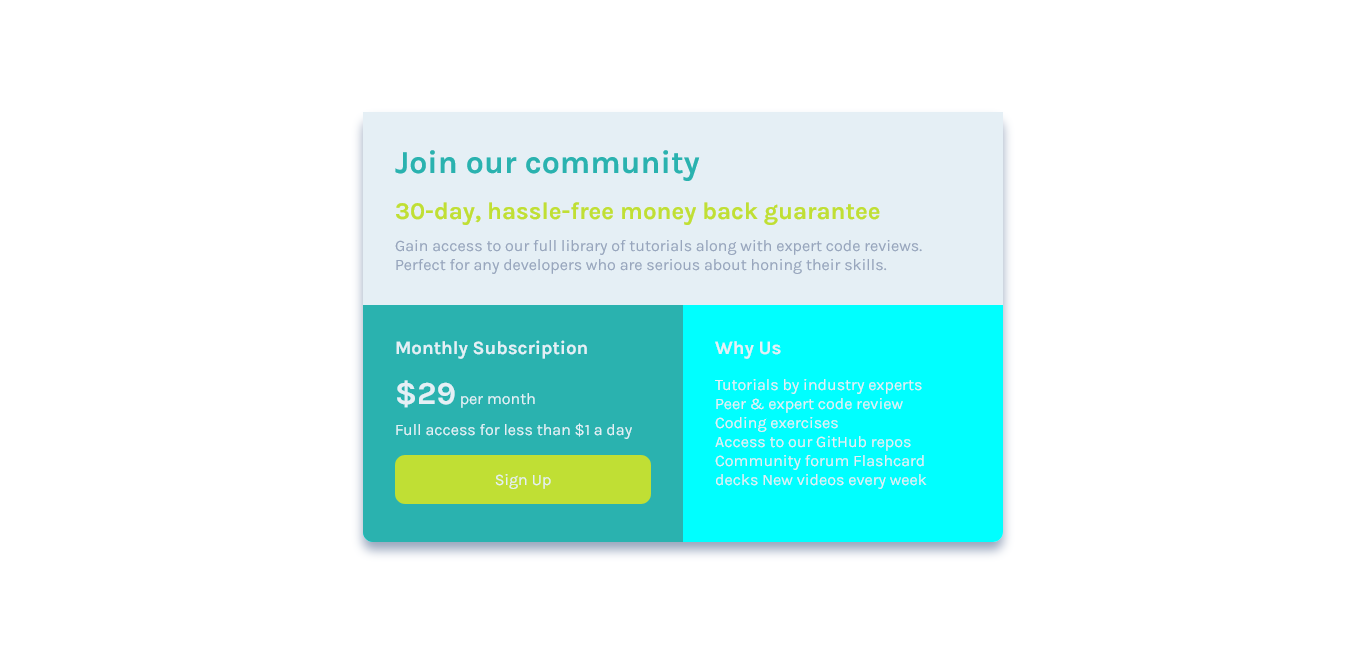 Join our community
30-day, hassle-free money back guarantee
Gain access to our full library of tutorials along with expert code reviews.
Perfect for any developers who are serious about honing their skills.
Monthly Subscription
$29 per month
Full access for less than $1 a day
Sign Up
Why Us
Tutorials by industry experts
Peer & expert code review
Coding exercises
Access to our GitHub repos
Community forum Flashcard
decks New videos every week